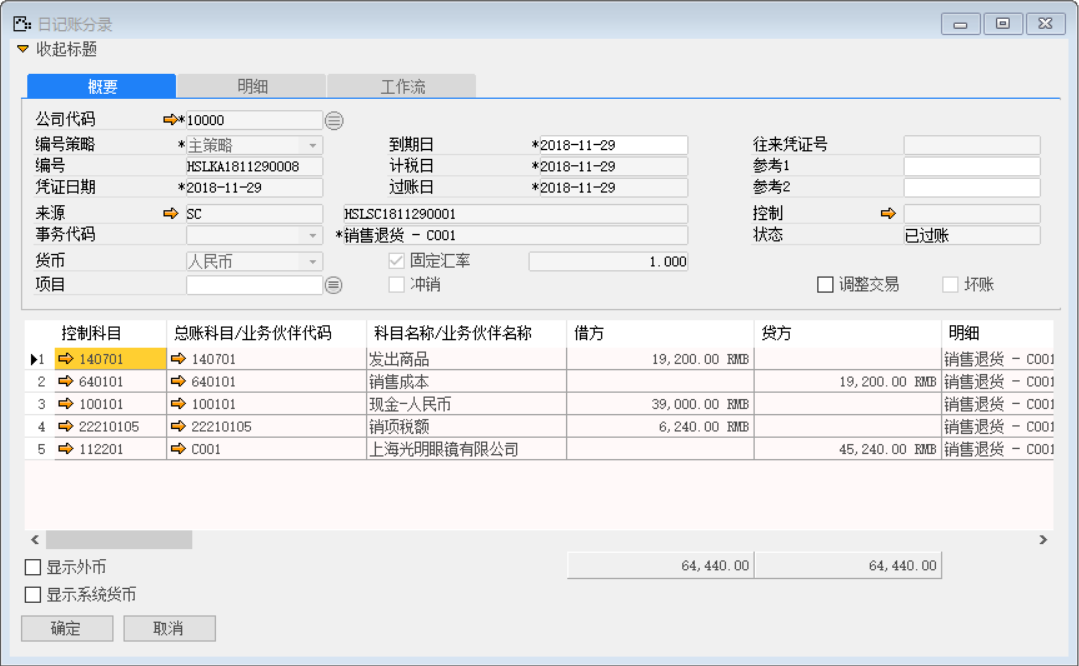 日记账分录
收起标题
概要 明细 工作流
公司代码 *10000
编号策略 *主策略 到期日 *2018-11-29 往来凭证号
编号 HSLKA1811290008 计税日 *2018-11-29 参考1
凭证日期 *2018-11-29 过账日 *2018-11-29 参考2
来源 SC HSLSC1811290001 控制
事务代码 *销售退货 - C001 状态 已过账
货币 人民币 固定汇率 1.000
项目 冲销 调整交易 坏账
控制科目 总账科目/业务伙伴代码 科目名称/业务伙伴名称 借方 贷方 明细
1 140701 140701 发出商品 19,200.00 RMB 销售退货 - C001
2 640101 640101 销售成本 19,200.00 RMB 销售退货 - C001
3 100101 100101 现金-人民币 39,000.00 RMB 销售退货 - C001
4 22210105 22210105 销项税额 6,240.00 RMB 销售退货 - C001
5 112201 C001 上海光明眼镜有限公司 45,240.00 RMB 销售退货 - C001
显示外币 64,440.00 64,440.00
显示系统货币
确定 取消